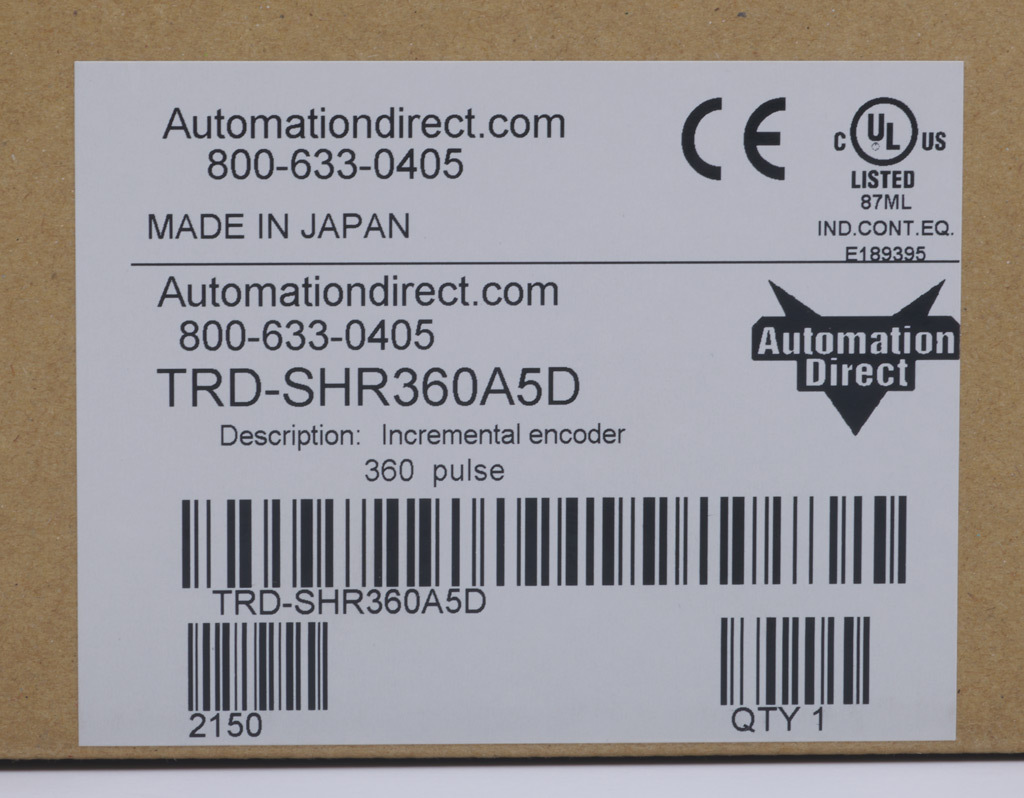 Automationdirect.com
800-633-0405
CE
C UL US
LISTED
87ML
MADE IN JAPAN
IND.CONT.EQ.
E189395
Automationdirect.com
800-633-0405
Automation
Direct
TRD-SHR360A5D
Description: Incremental encoder
360 pulse
TRD-SHR360A5D
2150
QTY 1